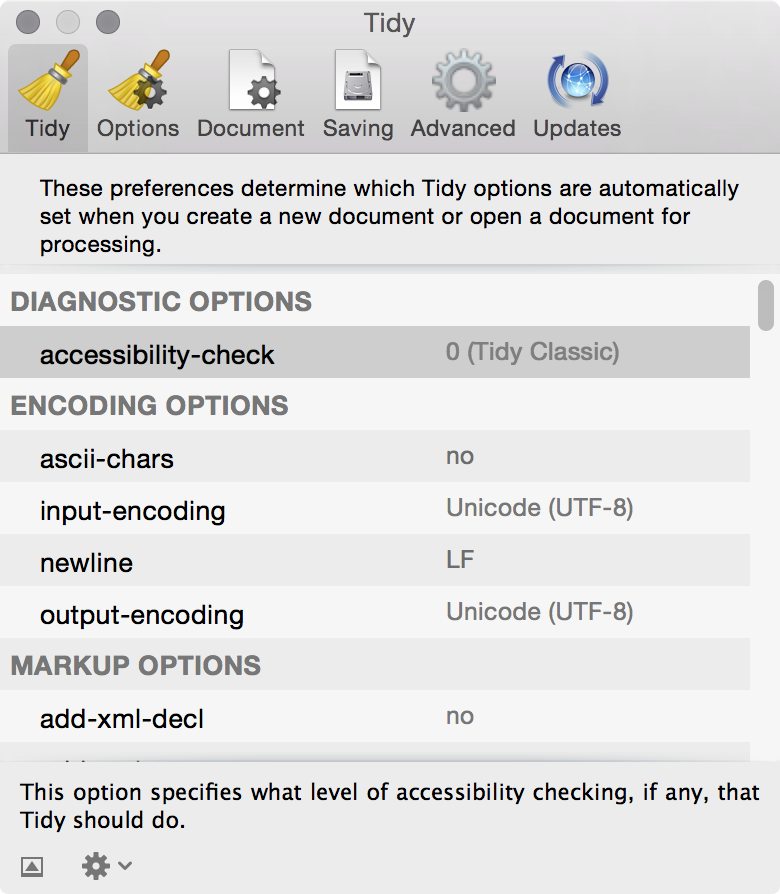 Tidy
Tidy Options Document Saving Advanced Updates
These preferences determine which Tidy options are automatically
set when you create a new document or open a document for
processing.
DIAGNOSTIC OPTIONS
accessibility-check 0 (Tidy Classic)
ENCODING OPTIONS
ascii-chars no
input-encoding Unicode (UTF-8)
newline LF
output-encoding Unicode (UTF-8)
MARKUP OPTIONS
add-xml-decl no
This option specifies what level of accessibility checking, if any, that
Tidy should do.